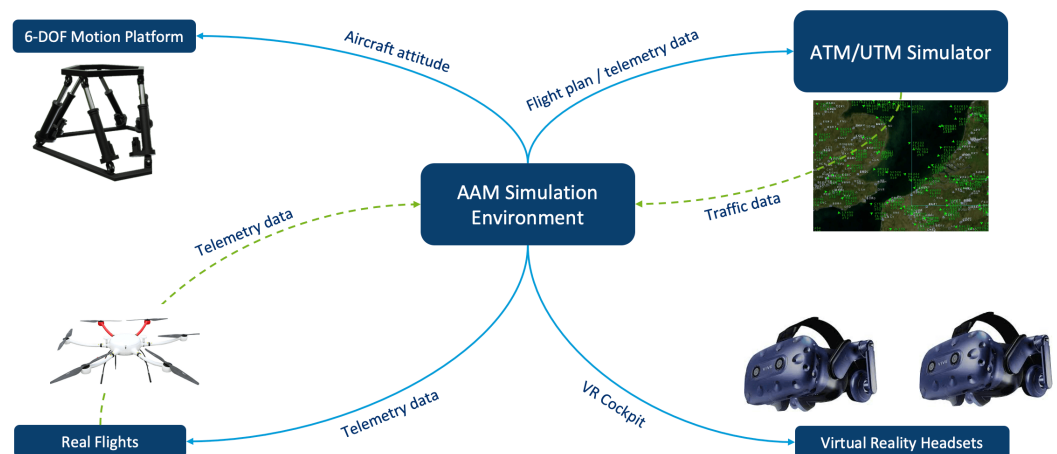 6-DOF Motion Platform
Aircraft attitude
Flight plan / telemetry data
ATM/UTM Simulator
AAM Simulation
Environment
Traffic data
Telemetry data
Telemetry data
VR Cockpit
Real Flights
Virtual Reality Headsets